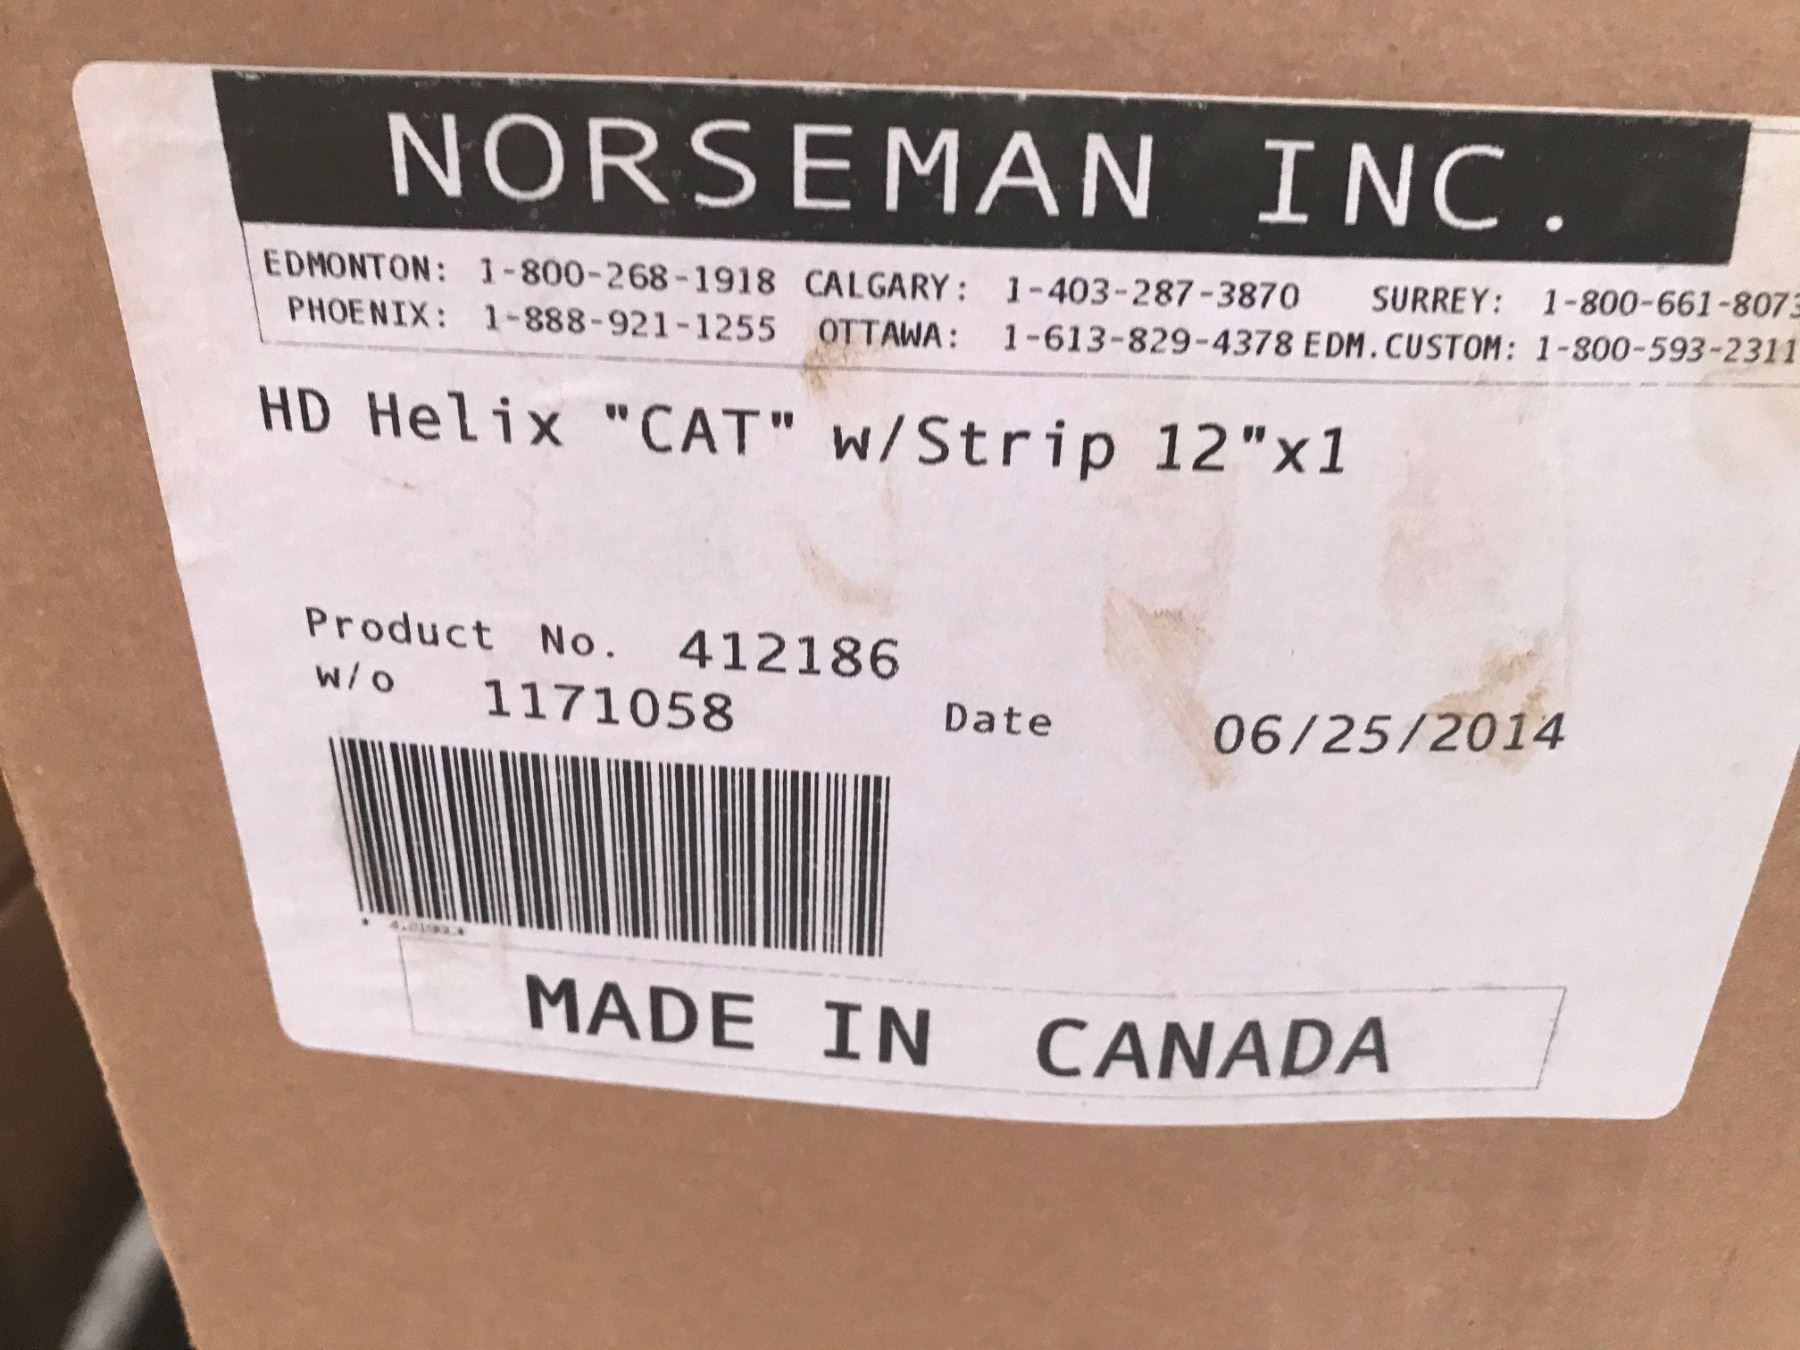 NORSEMAN INC.
EDMONTON: 1-800-268-1918 CALGARY: 1-403-287-3870 SURREY: 1-800-661-8073
PHOENIX: 1-888-921-1255 OTTAWA: 1-613-829-4378 EDM.CUSTOM: 1-800-593-2311
HD Helix "CAT" w/Strip 12"x1
Product No. 412186
w/o 1171058 Date 06/25/2014
MADE IN CANADA